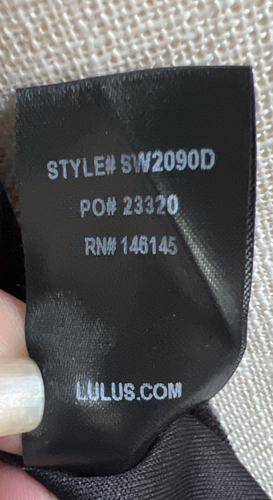 STYLE# SW2090D
PO# 23320
RN# 146145
LULUS.COM